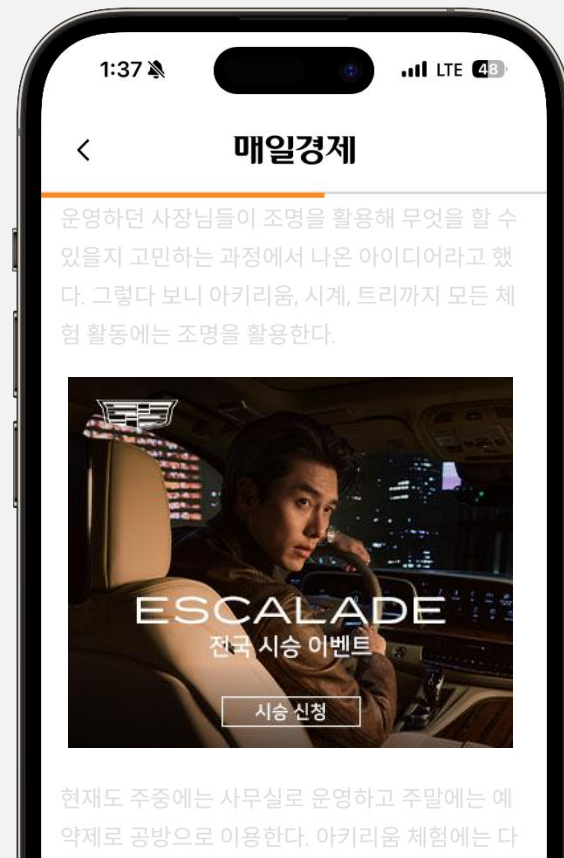 1:37
LTE 48
매일경제
운영하던 사장님들이 조명을 활용해 무엇을 할 수
있을지 고민하는 과정에서 나온 아이디어라고 했
다. 그렇다 보니 아키리움, 시계, 트리까지 모든 체
험 활동에는 조명을 활용한다.
ESCALADE
전국 시승 이벤트
시승 신청
현재도 주중에는 사무실로 운영하고 주말에는 예
약제로 공방으로 이용한다. 아키리움 체험에는 다